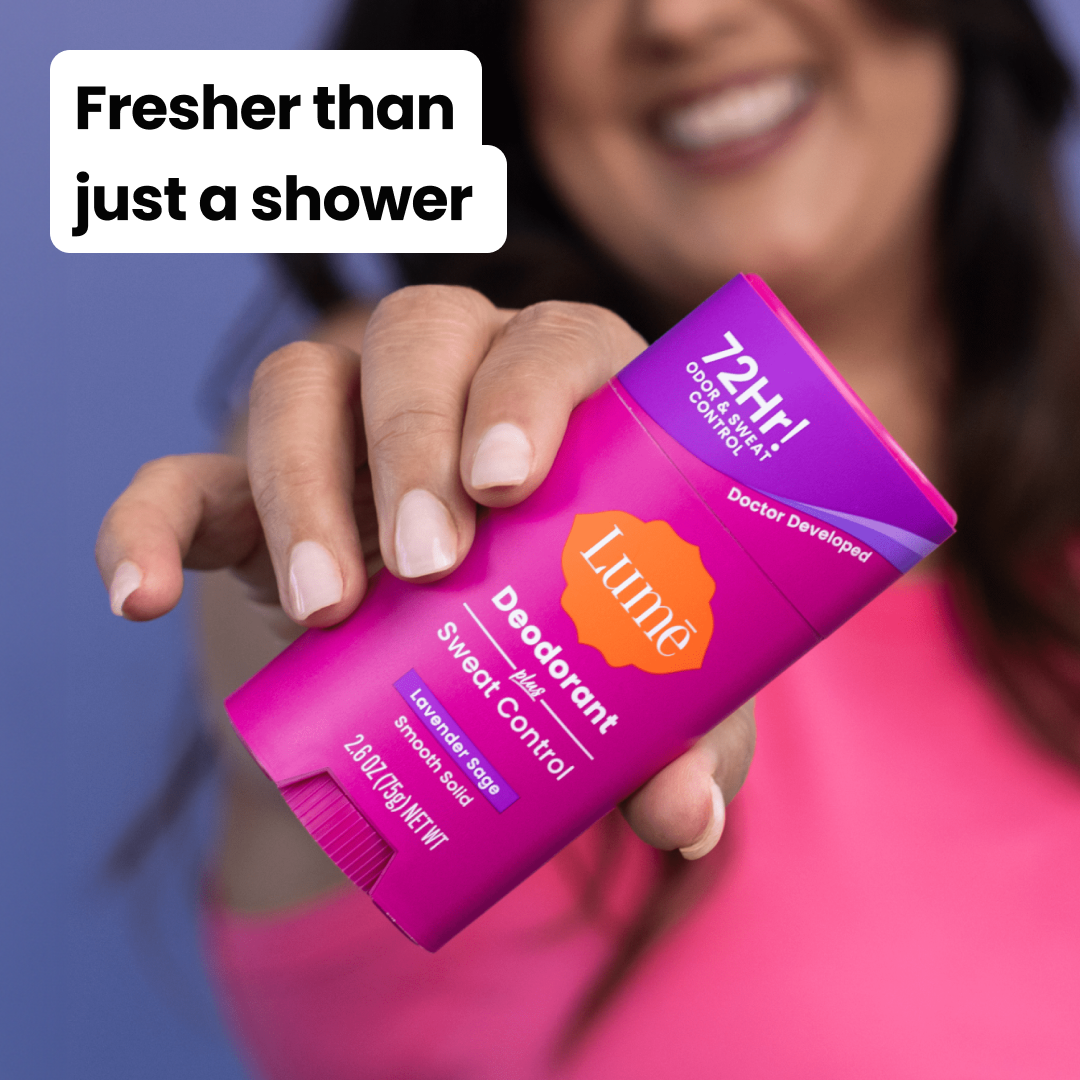 Fresher than
just a shower
72Hr!
ODOR & SWEAT
CONTROL
Doctor Developed
Lumē
Deodorant
plus
Sweat Control
Lavender Sage
Smooth Solid
2.6 OZ (75g) NET WT